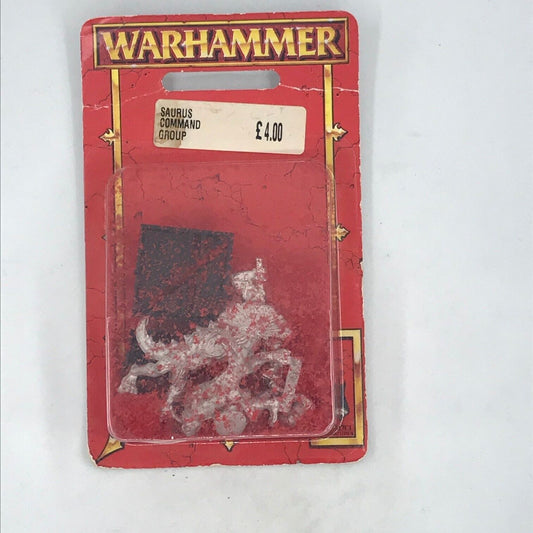 WARHAMMER
SAURUS
COMMAND
GROUP
£4.00